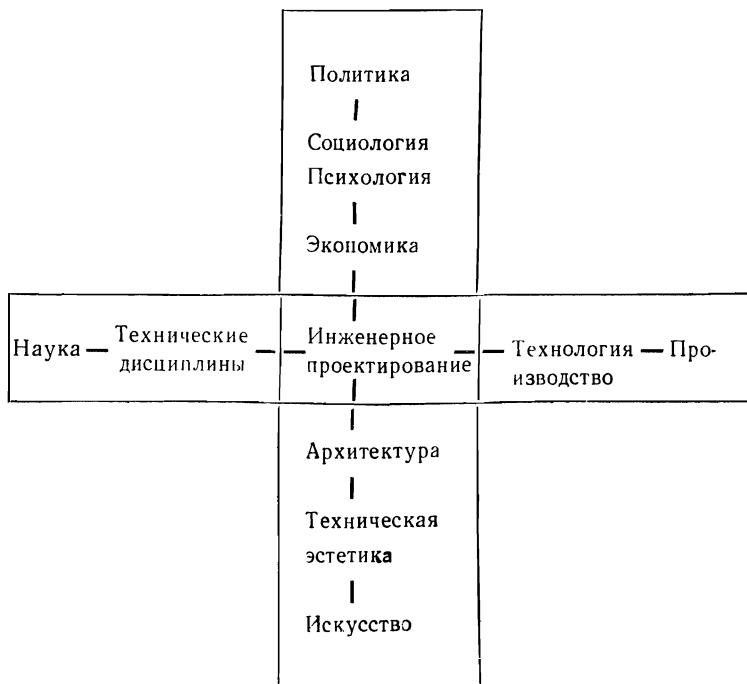 Политика
Социология
Психология
Экономика
Наука — Технические дисциплины — Инженерное проектирование — Технология — Про-
изводство
Архитектура
Техническая
эстетика
Искусство